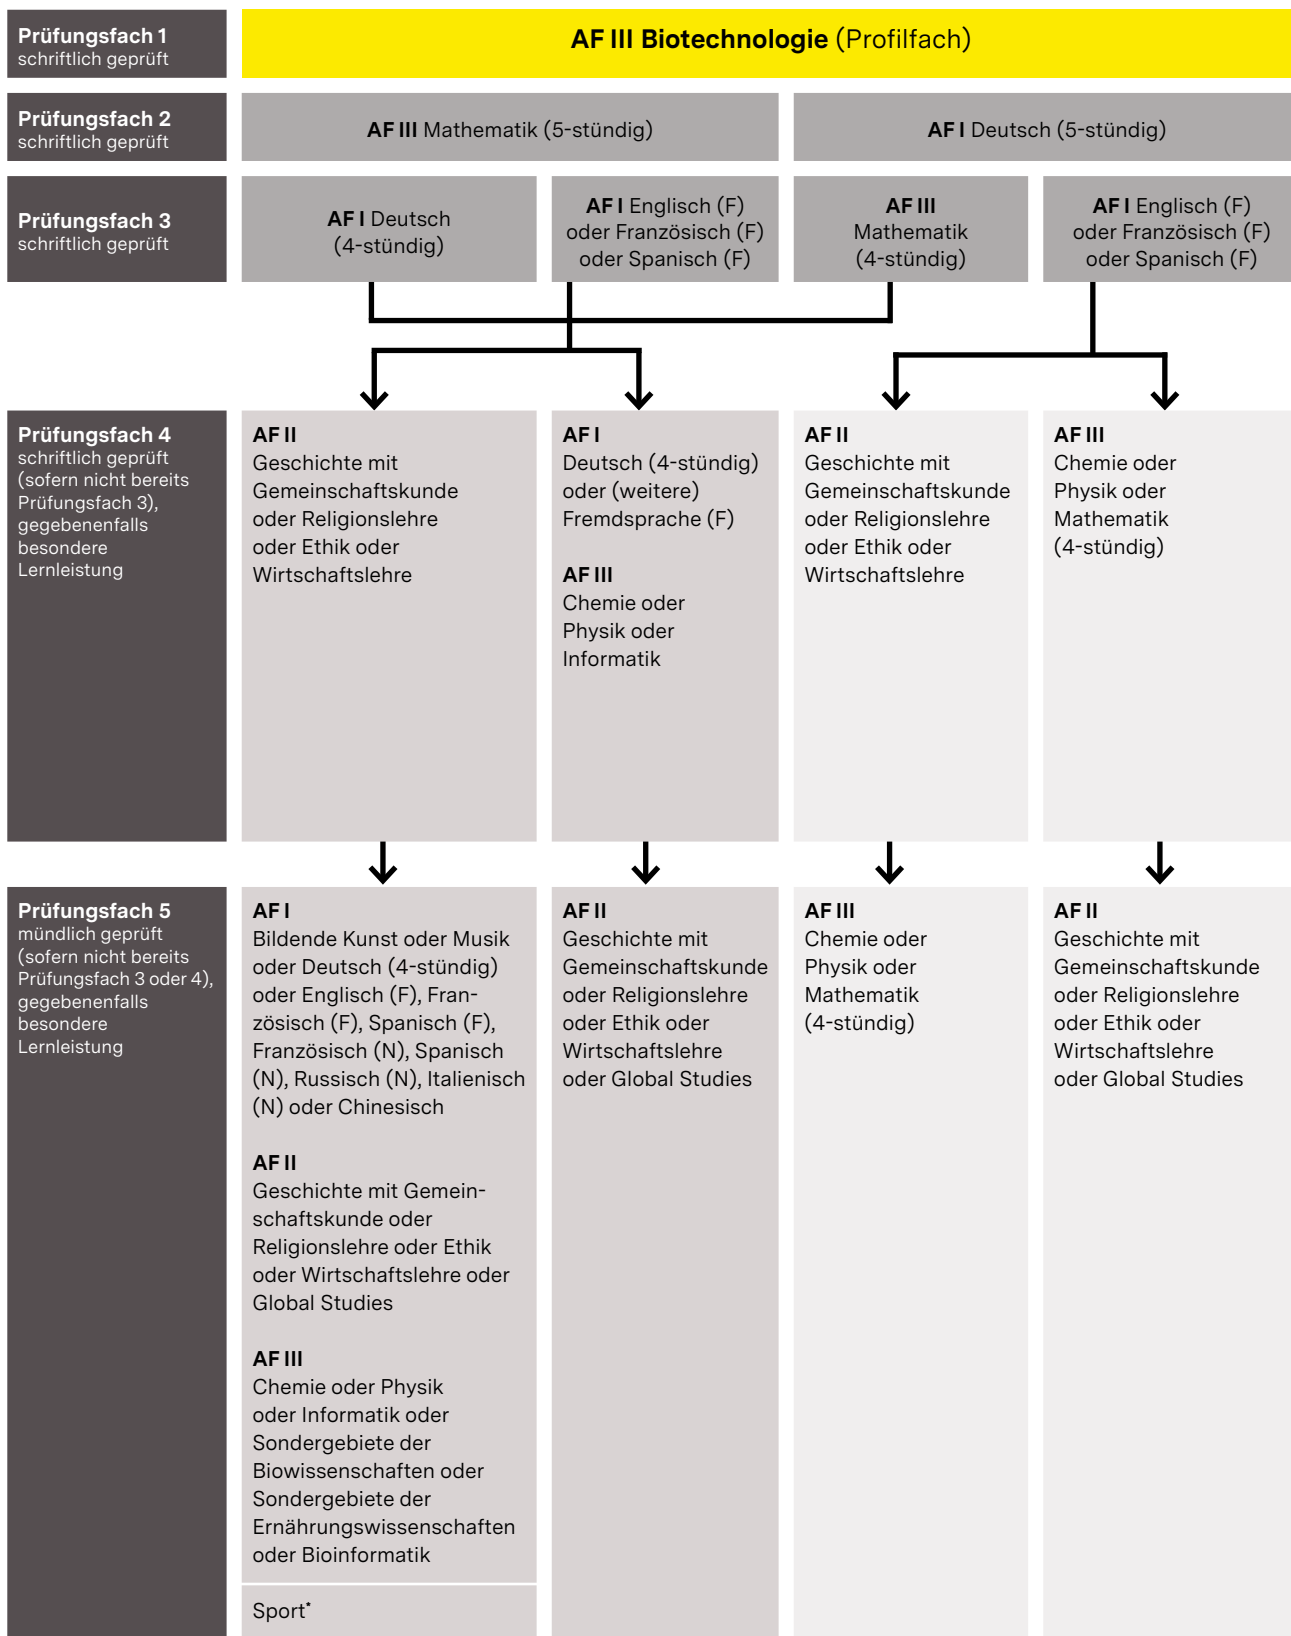 Prüfungsfach 1
schriftlich geprüft
AF III Biotechnologie (Profilfach)
Prüfungsfach 2
schriftlich geprüft
AF III Mathematik (5-stündig)
AF I Deutsch (5-stündig)
Prüfungsfach 3
schriftlich geprüft
AF I Deutsch
(4-stündig)
AF I Englisch (F)
oder Französisch (F)
oder Spanisch (F)
AF III
Mathematik
(4-stündig)
AF I Englisch (F)
oder Französisch (F)
oder Spanisch (F)
Prüfungsfach 4
schriftlich geprüft
(sofern nicht bereits
Prüfungsfach 3),
gegebenenfalls
besondere
Lernleistung
AF II
Geschichte mit
Gemeinschaftskunde
oder Religionslehre
oder Ethik oder
Wirtschaftslehre
AF I
Deutsch (4-stündig)
oder (weitere)
Fremdsprache (F)
AF III
Chemie oder
Physik oder
Informatik
AF II
Geschichte mit
Gemeinschaftskunde
oder Religionslehre
oder Ethik oder
Wirtschaftslehre
AF III
Chemie oder
Physik oder
Mathematik
(4-stündig)
Prüfungsfach 5
mündlich geprüft
(sofern nicht bereits
Prüfungsfach 3 oder 4),
gegebenenfalls
besondere
Lernleistung
AF I
Bildende Kunst oder Musik
oder Deutsch (4-stündig)
oder Englisch (F), Fran-
zösisch (F), Spanisch (F),
Französisch (N), Spanisch
(N), Russisch (N), Italienisch
(N) oder Chinesisch
AF II
Geschichte mit Gemein-
schaftskunde oder
Religionslehre oder Ethik
oder Wirtschaftslehre oder
Global Studies
AF III
Chemie oder Physik
oder Informatik oder
Sondergebiete der
Biowissenschaften oder
Sondergebiete der
Ernährungswissenschaften
oder Bioinformatik
Sport*
AF II
Geschichte mit
Gemeinschaftskunde
oder Religionslehre
oder Ethik oder
Wirtschaftslehre
oder Global Studies
AF III
Chemie oder
Physik oder
Mathematik
(4-stündig)
AF II
Geschichte mit
Gemeinschaftskunde
oder Religionslehre
oder Ethik oder
Wirtschaftslehre
oder Global Studies